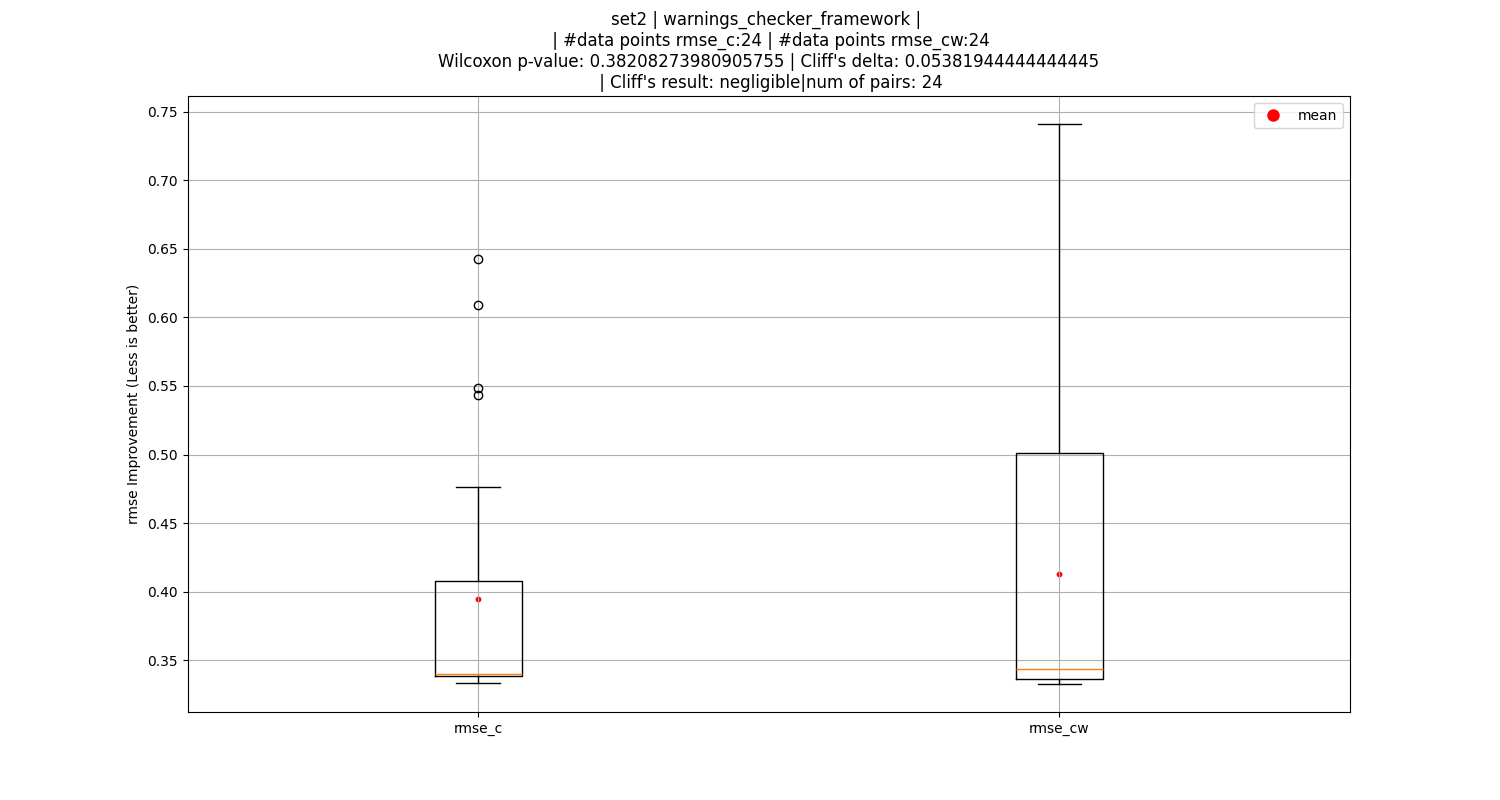 set2 | warnings_checker_framework |
| #data points rmse_c:24 | #data points rmse_cw:24
Wilcoxon p-value: 0.38208273980905755 | Cliff's delta: 0.05381944444444445
| Cliff's result: negligible|num of pairs: 24
mean
rmse Improvement (Less is better)
0.75
0.70
0.65
0.60
0.55
0.50
0.45
0.40
0.35
rmse_c
rmse_cw